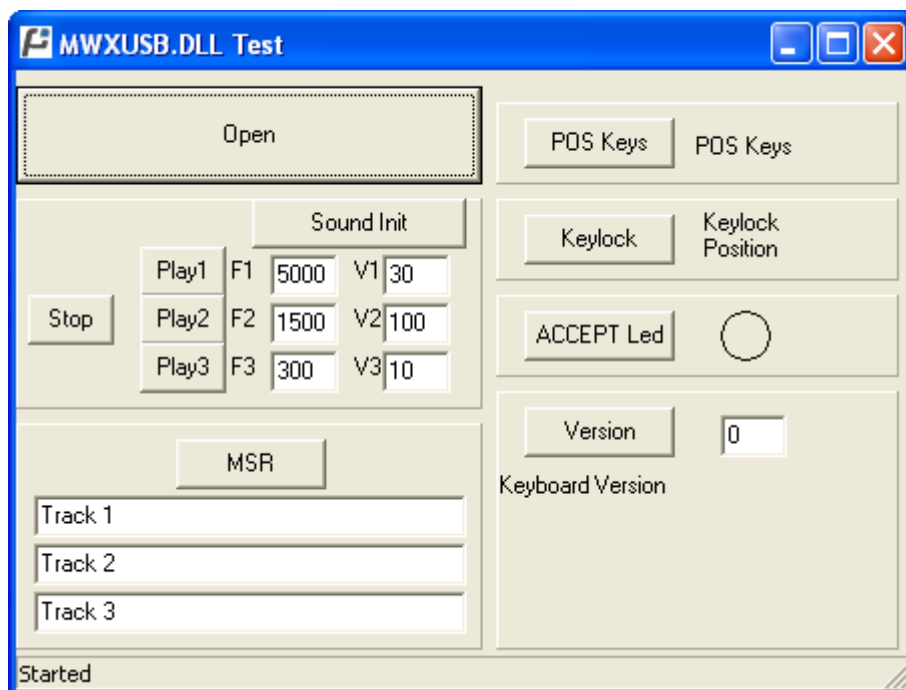 MWXUSB.DLL Test
Open
Sound Init
Play1 F1 5000 V1 30
Stop Play2 F2 1500 V2 100
Play3 F3 300 V3 10
MSR
Track 1
Track 2
Track 3
POS Keys POS Keys
Keylock Keylock
Position
ACCEPT Led
Version 0
Keyboard Version
Started